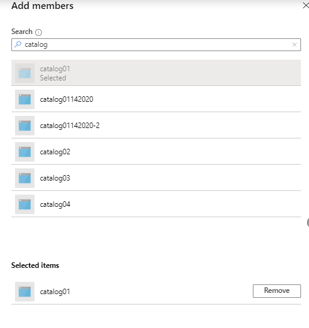 Add members
Search
catalog
catalog01
Selected
catalog01142020
catalog01142020-2
catalog02
catalog03
catalog04
Selected items
catalog01
Remove